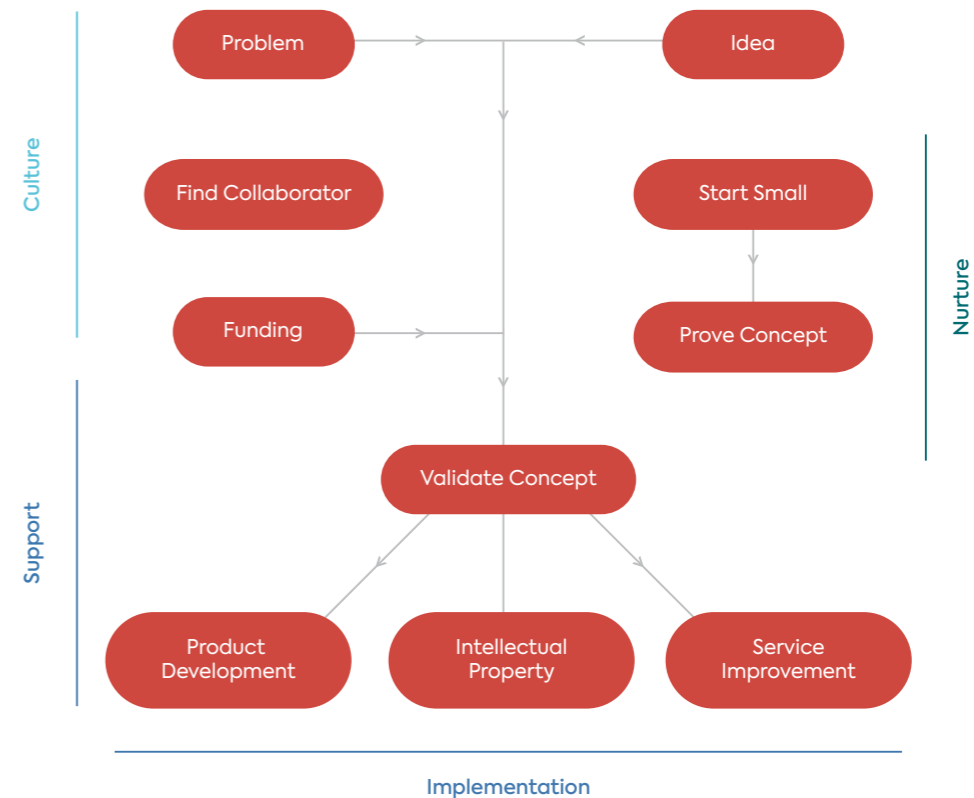 Problem
Idea
Culture
Find Collaborator
Start Small
Nurture
Funding
Prove Concept
Validate Concept
Support
Product
Development
Intellectual
Property
Service
Improvement
Implementation